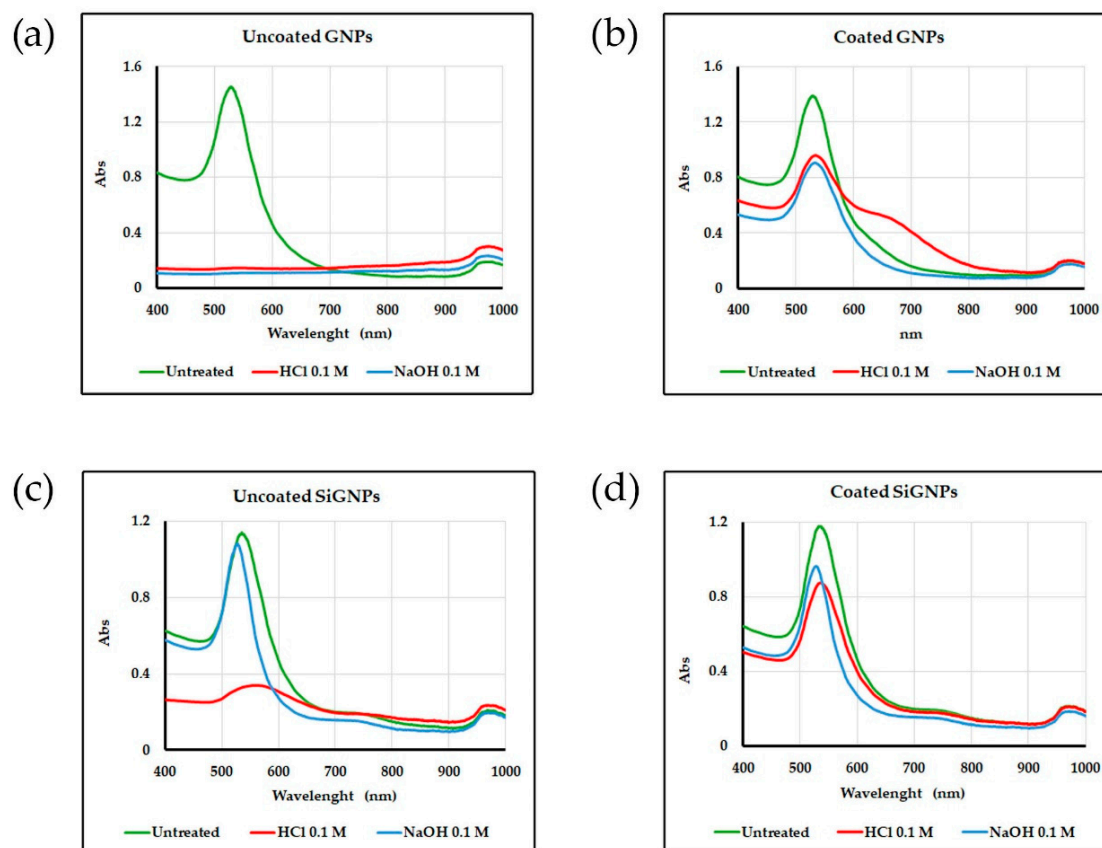 (a)
Uncoated GNPs
1.6
1.2
0.8
0.4
0
Abs
400 500 600 700 800 900 1000
Wavelenght (nm)
Untreated HCl 0.1 M NaOH 0.1 M
(b)
Coated GNPs
1.6
1.2
0.8
0.4
0
Abs
400 500 600 700 800 900 1000
nm
Untreated HCl 0.1 M NaOH 0.1 M
(c)
Uncoated SiGNPs
1.2
0.8
0.4
0
Abs
400 500 600 700 800 900 1000
Wavelenght (nm)
Untreated HCl 0.1 M NaOH 0.1 M
(d)
Coated SiGNPs
1.2
0.8
0.4
0
Abs
400 500 600 700 800 900 1000
Wavelenght (nm)
Untreated HCl 0.1 M NaOH 0.1 M